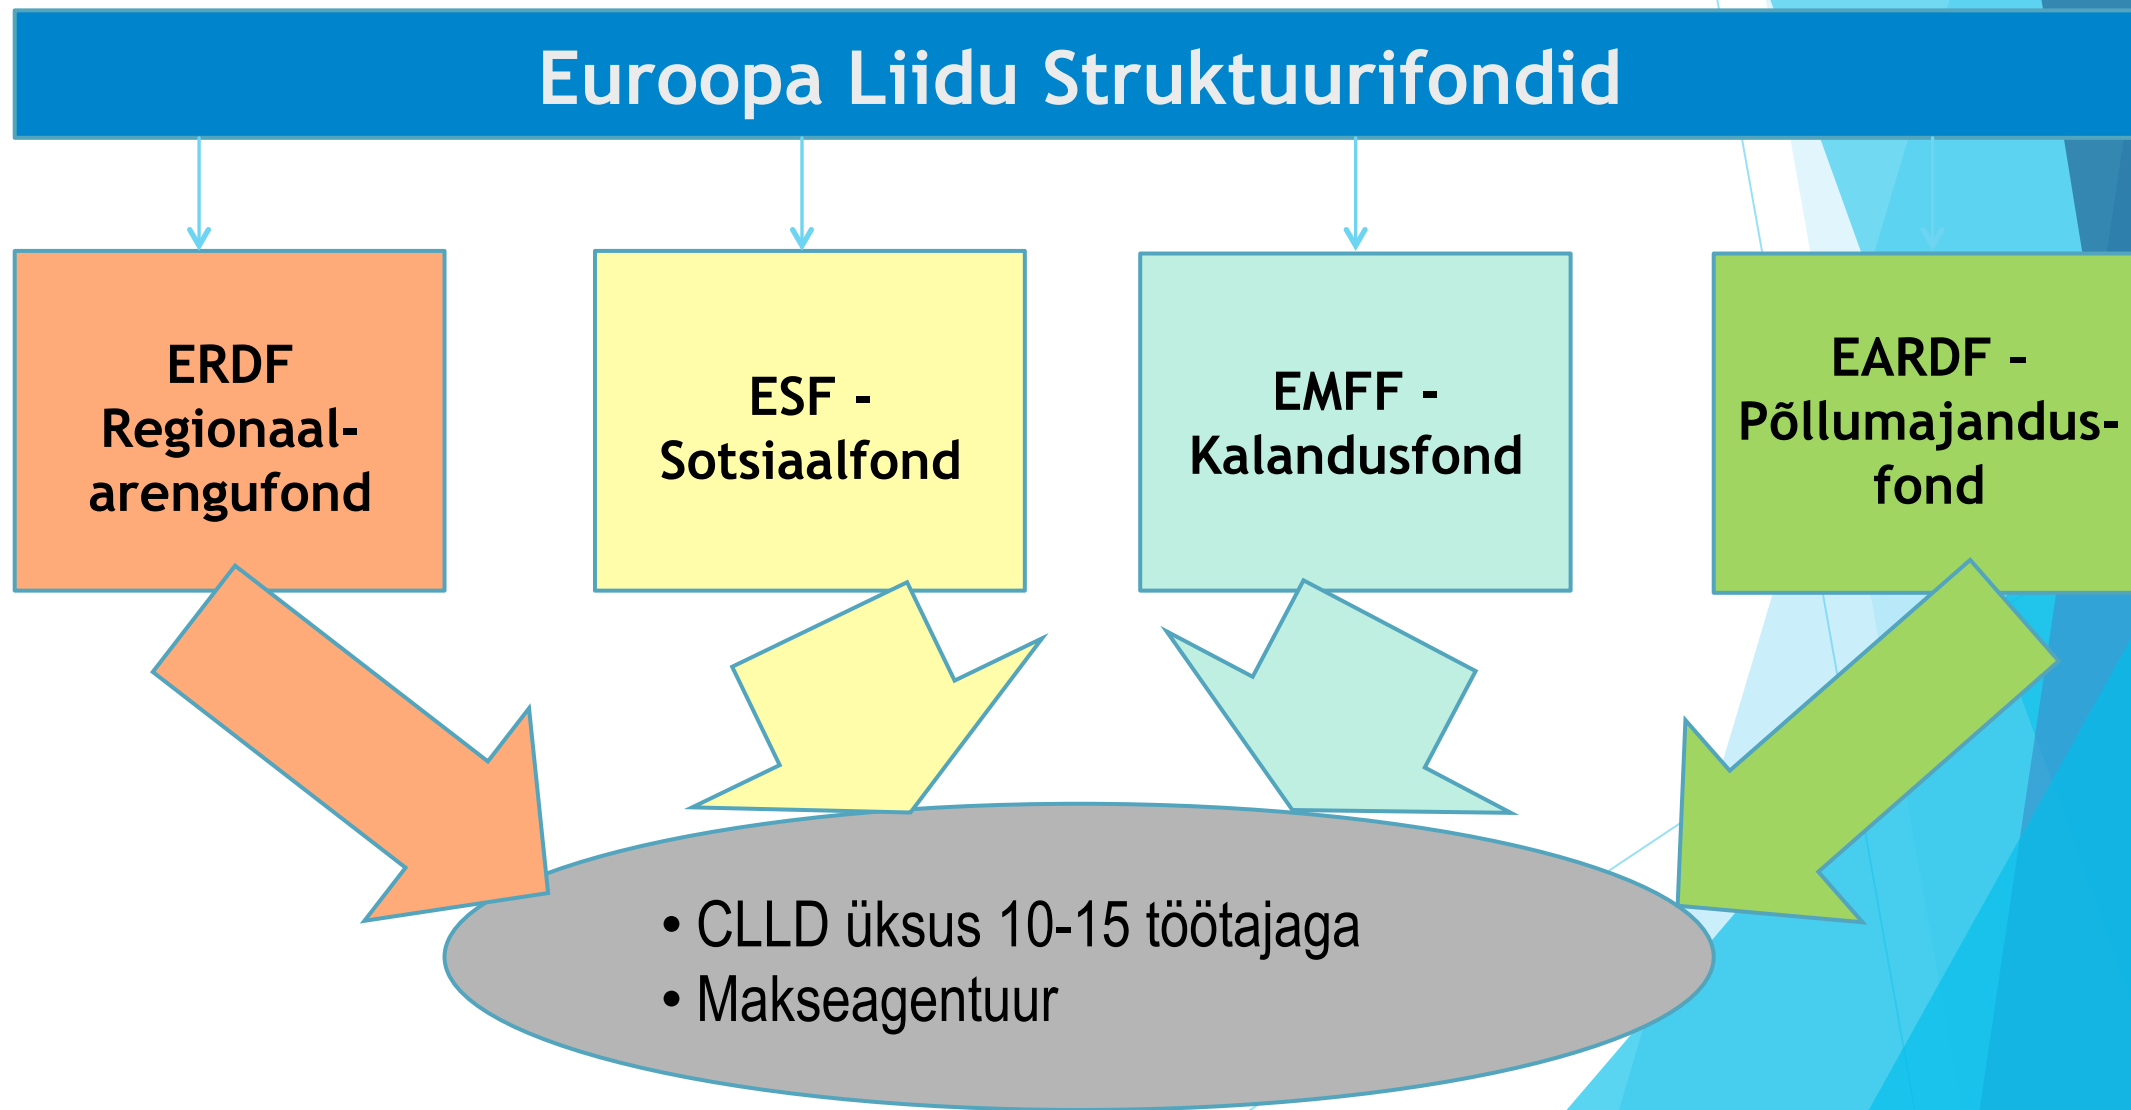 Euroopa Liidu Struktuurifondid
ERDF
Regionaal-
arengufond
ESF -
Sotsiaalfond
EMFF -
Kalandusfond
EARDF –
Põllumajandus-
fond
• CLLD üksus 10-15 töötajaga
• Makseagentuur